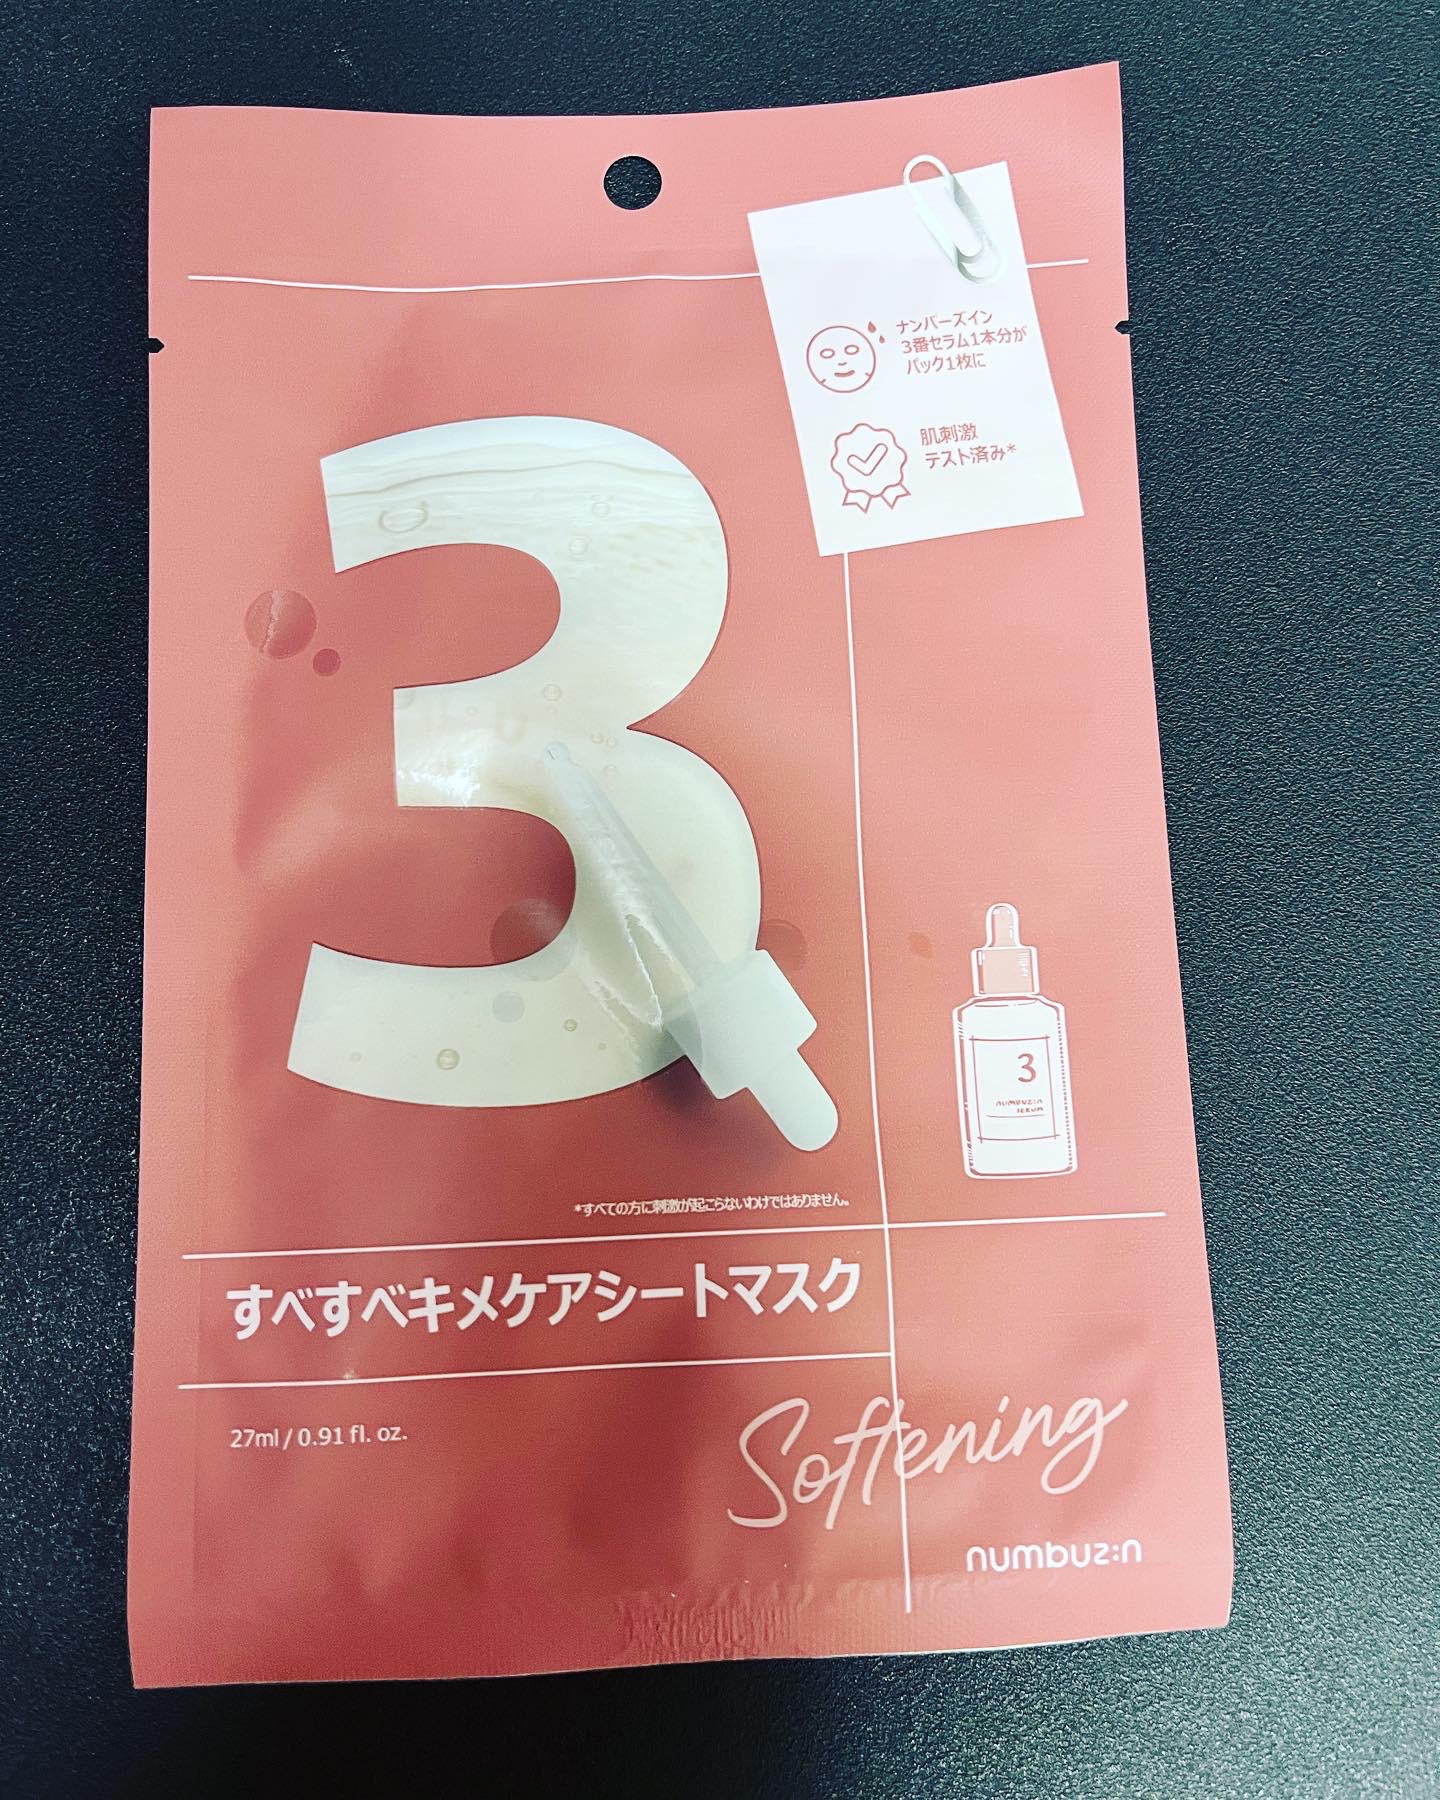 ナンバーズイン
3番セラム1本分が
パック1枚に
肌刺激
テスト済み*
3
3
numbuz:n
serum
*すべての方に刺激が起こらないわけではありません。
すべすべキメケアシートマスク
27ml / 0.91 fl. oz.
Softening
numbuz:n